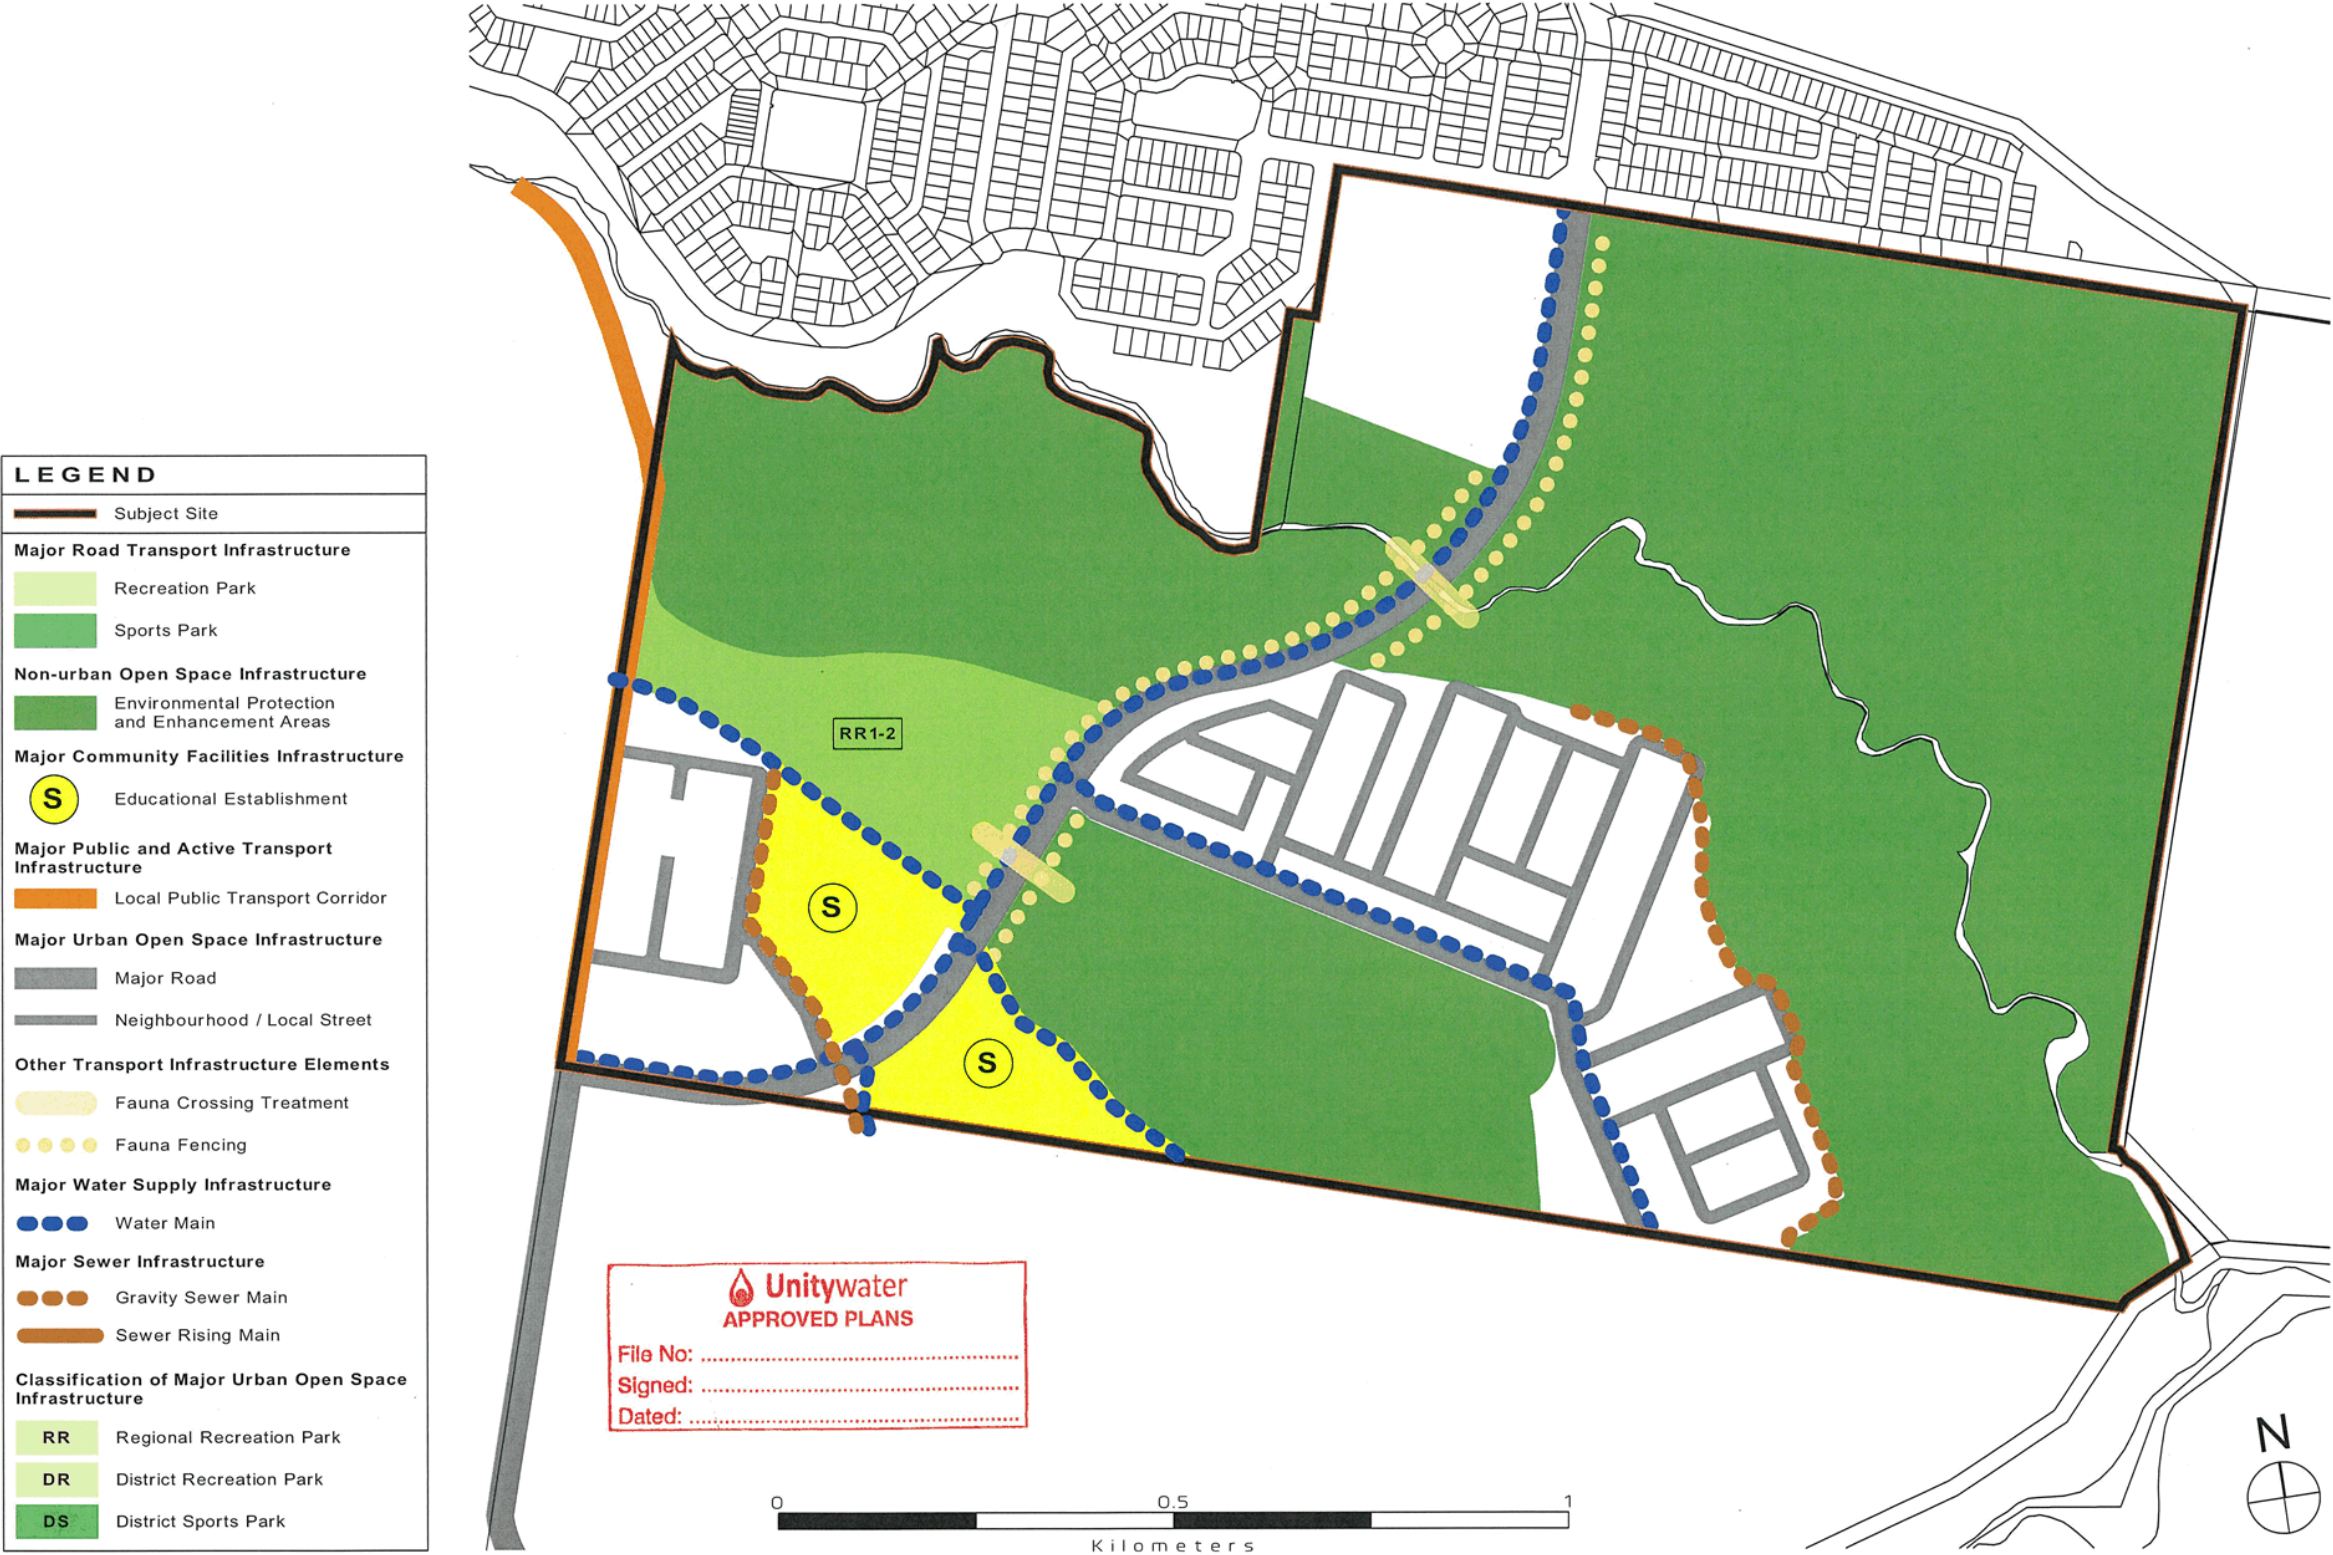 LEGEND
Subject Site
Major Road Transport Infrastructure
Recreation Park
Sports Park
Non-urban Open Space Infrastructure
Environmental Protection
and Enhancement Areas
Major Community Facilities Infrastructure
S
Educational Establishment
Major Public and Active Transport
Infrastructure
Local Public Transport Corridor
Major Urban Open Space Infrastructure
Major Road
Neighbourhood / Local Street
Other Transport Infrastructure Elements
Fauna Crossing Treatment
Fauna Fencing
Major Water Supply Infrastructure
Water Main
Major Sewer Infrastructure
Gravity Sewer Main
Sewer Rising Main
Classification of Major Urban Open Space
Infrastructure
RR Regional Recreation Park
DR District Recreation Park
DS District Sports Park
RR1-2
S
S
Unitywater
APPROVED PLANS
File No:
Signed:
Dated:
0 0.5 1
Kilometers
N